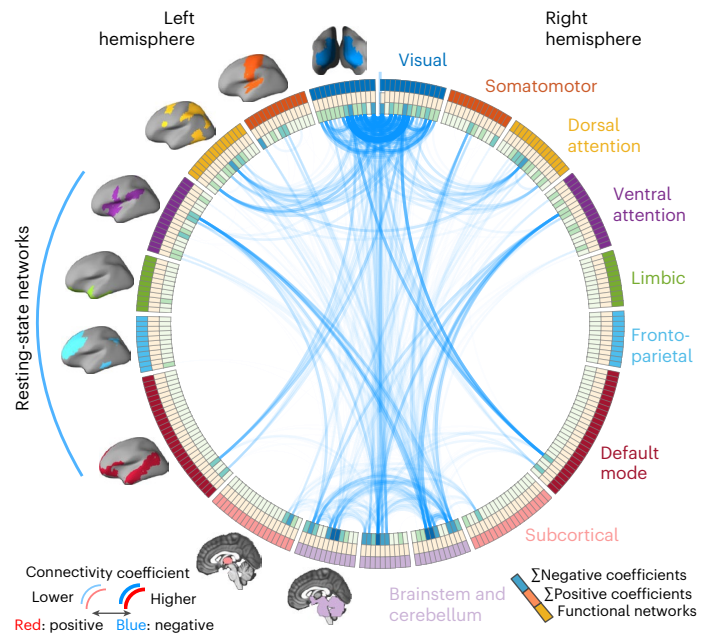 Left
hemisphere
Right
hemisphere
Visual
Somatomotor
Dorsal
attention
Ventral
attention
Limbic
Fronto-
parietal
Default
mode
Subcortical
Brainstem and
cerebellum
Resting-state networks
Connectivity coefficient
Lower
Higher
Red: positive Blue: negative
∑Negative coefficients
∑Positive coefficients
Functional networks